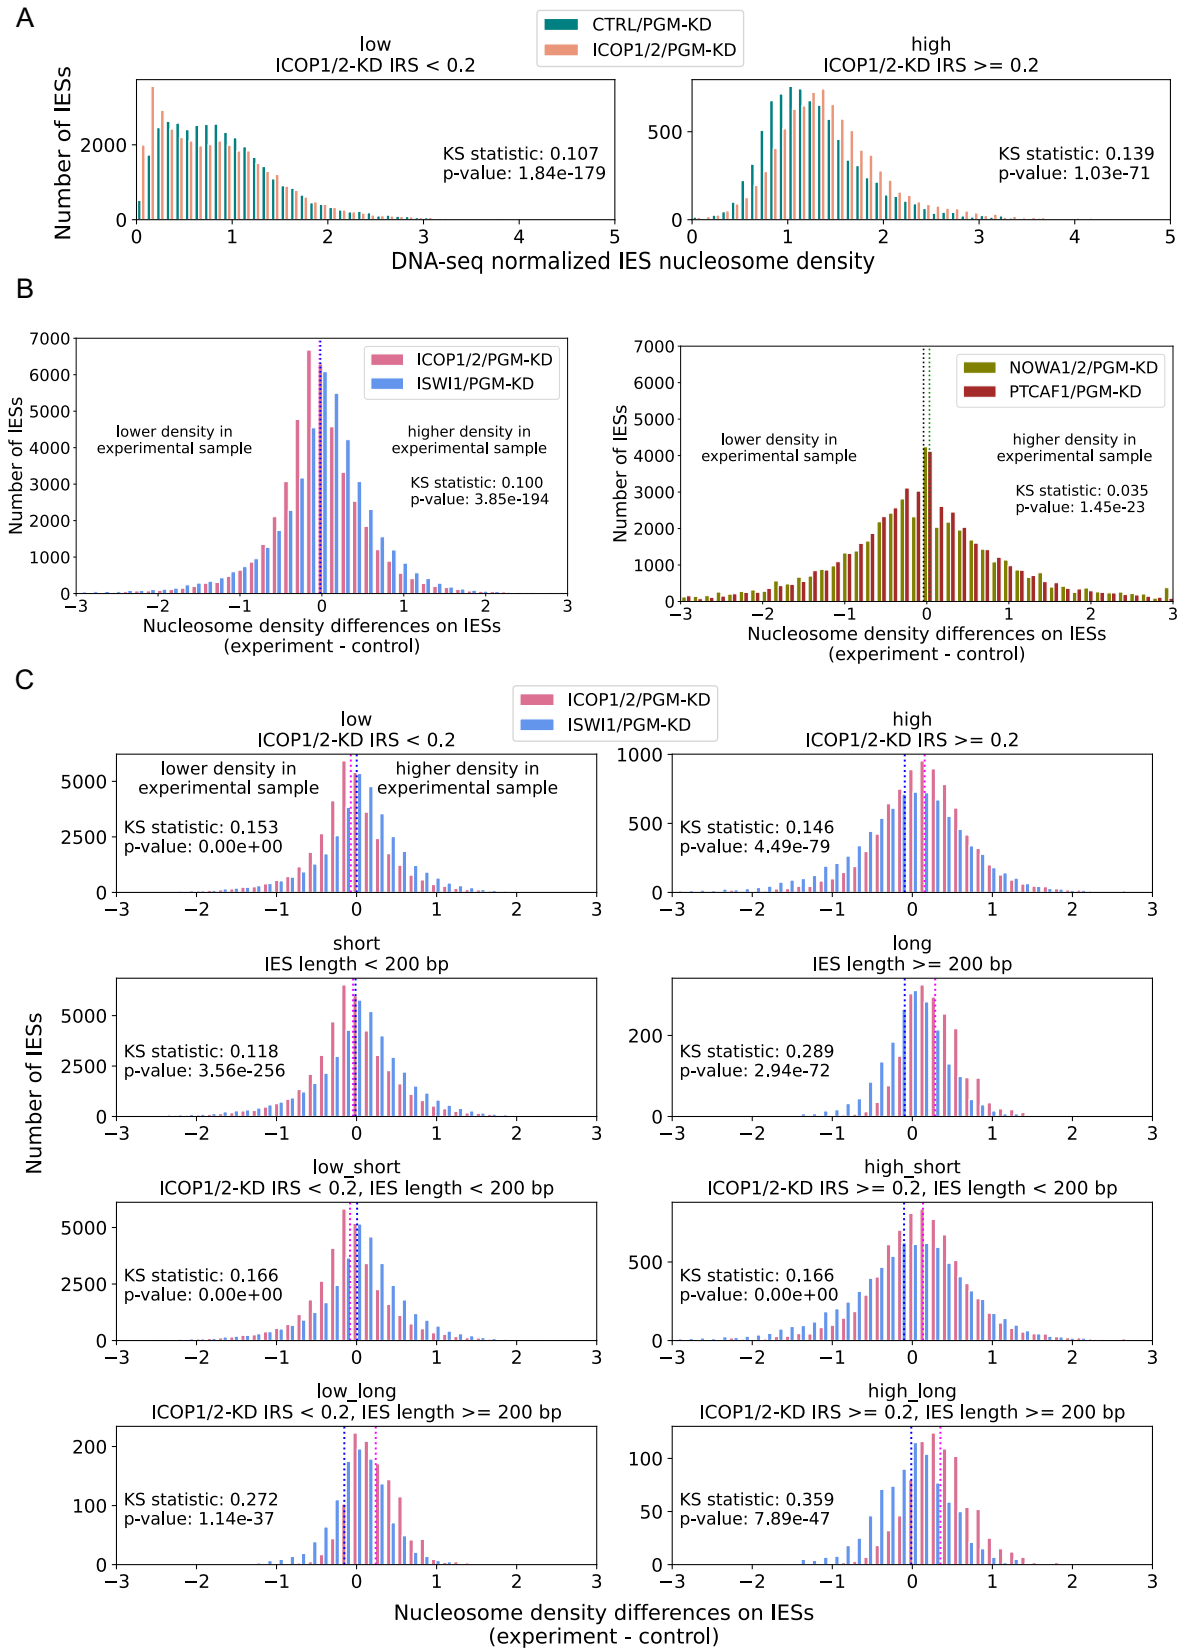 A
CTRL/PGM-KD
ICOP1/2/PGM-KD
low
ICOP1/2-KD IRS < 0.2
high
ICOP1/2-KD IRS >= 0.2
Number of IESs
2000
0
KS statistic: 0.107
p-value: 1.84e-179
0 1 2 3 4 5
500
0
KS statistic: 0.139
p-value: 1.03e-71
0 1 2 3 4 5
DNA-seq normalized IES nucleosome density
B
Number of IESs
7000
6000
5000
4000
3000
2000
1000
0
ICOP1/2/PGM-KD
ISWI1/PGM-KD
lower density in
experimental sample
higher density in
experimental sample
KS statistic: 0.100
p-value: 3.85e-194
−3 −2 −1 0 1 2 3
Nucleosome density differences on IESs
(experiment - control)
Number of IESs
7000
6000
5000
4000
3000
2000
1000
0
NOWA1/2/PGM-KD
PTCAF1/PGM-KD
lower density in
experimental sample
higher density in
experimental sample
KS statistic: 0.035
p-value: 1.45e-23
−3 −2 −1 0 1 2 3
Nucleosome density differences on IESs
(experiment - control)
C
ICOP1/2/PGM-KD
ISWI1/PGM-KD
Number of IESs
low
ICOP1/2-KD IRS < 0.2
5000
2500
0
lower density in
experimental sample
higher density in
experimental sample
KS statistic: 0.153
p-value: 0.00e+00
−3 −2 −1 0 1 2 3
high
ICOP1/2-KD IRS >= 0.2
1000
500
0
KS statistic: 0.146
p-value: 4.49e-79
−3 −2 −1 0 1 2 3
short
IES length < 200 bp
5000
2500
0
KS statistic: 0.118
p-value: 3.56e-256
−3 −2 −1 0 1 2 3
long
IES length >= 200 bp
200
0
KS statistic: 0.289
p-value: 2.94e-72
−3 −2 −1 0 1 2 3
low_short
ICOP1/2-KD IRS < 0.2, IES length < 200 bp
5000
2500
0
KS statistic: 0.166
p-value: 0.00e+00
−3 −2 −1 0 1 2 3
high_short
ICOP1/2-KD IRS >= 0.2, IES length < 200 bp
500
0
KS statistic: 0.166
p-value: 0.00e+00
−3 −2 −1 0 1 2 3
low_long
ICOP1/2-KD IRS < 0.2, IES length >= 200 bp
200
100
0
KS statistic: 0.272
p-value: 1.14e-37
−3 −2 −1 0 1 2 3
high_long
ICOP1/2-KD IRS >= 0.2, IES length >= 200 bp
100
50
0
KS statistic: 0.359
p-value: 7.89e-47
−3 −2 −1 0 1 2 3
Nucleosome density differences on IESs
(experiment - control)